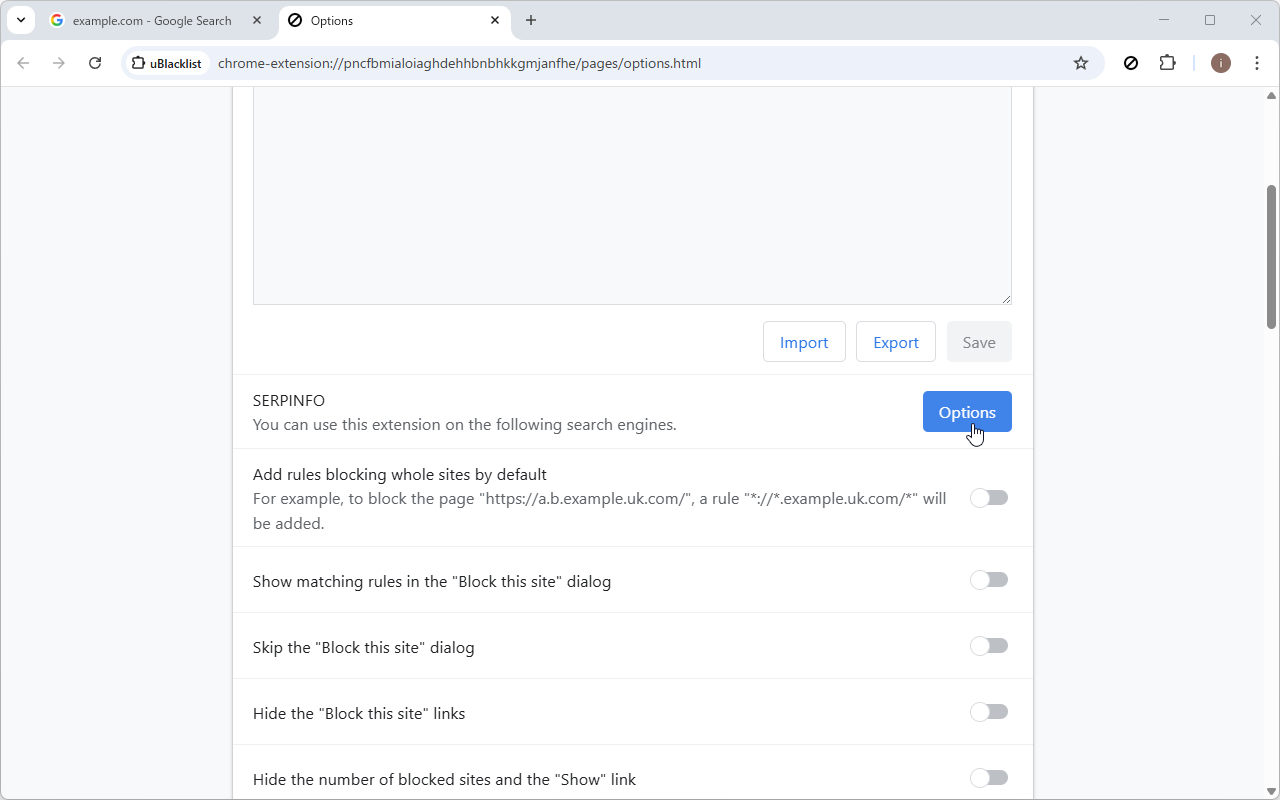 example.com - Google Search
Options
uBlacklist
chrome-extension://pncfbmialoiaghdehhbnbhkkgmjanfhe/pages/options.html
i
Import
Export
Save
SERPINFO
You can use this extension on the following search engines.
Options
Add rules blocking whole sites by default
For example, to block the page "https://a.b.example.uk.com/", a rule "*://*.example.uk.com/*" will
be added.
Show matching rules in the "Block this site" dialog
Skip the "Block this site" dialog
Hide the "Block this site" links
Hide the number of blocked sites and the "Show" link